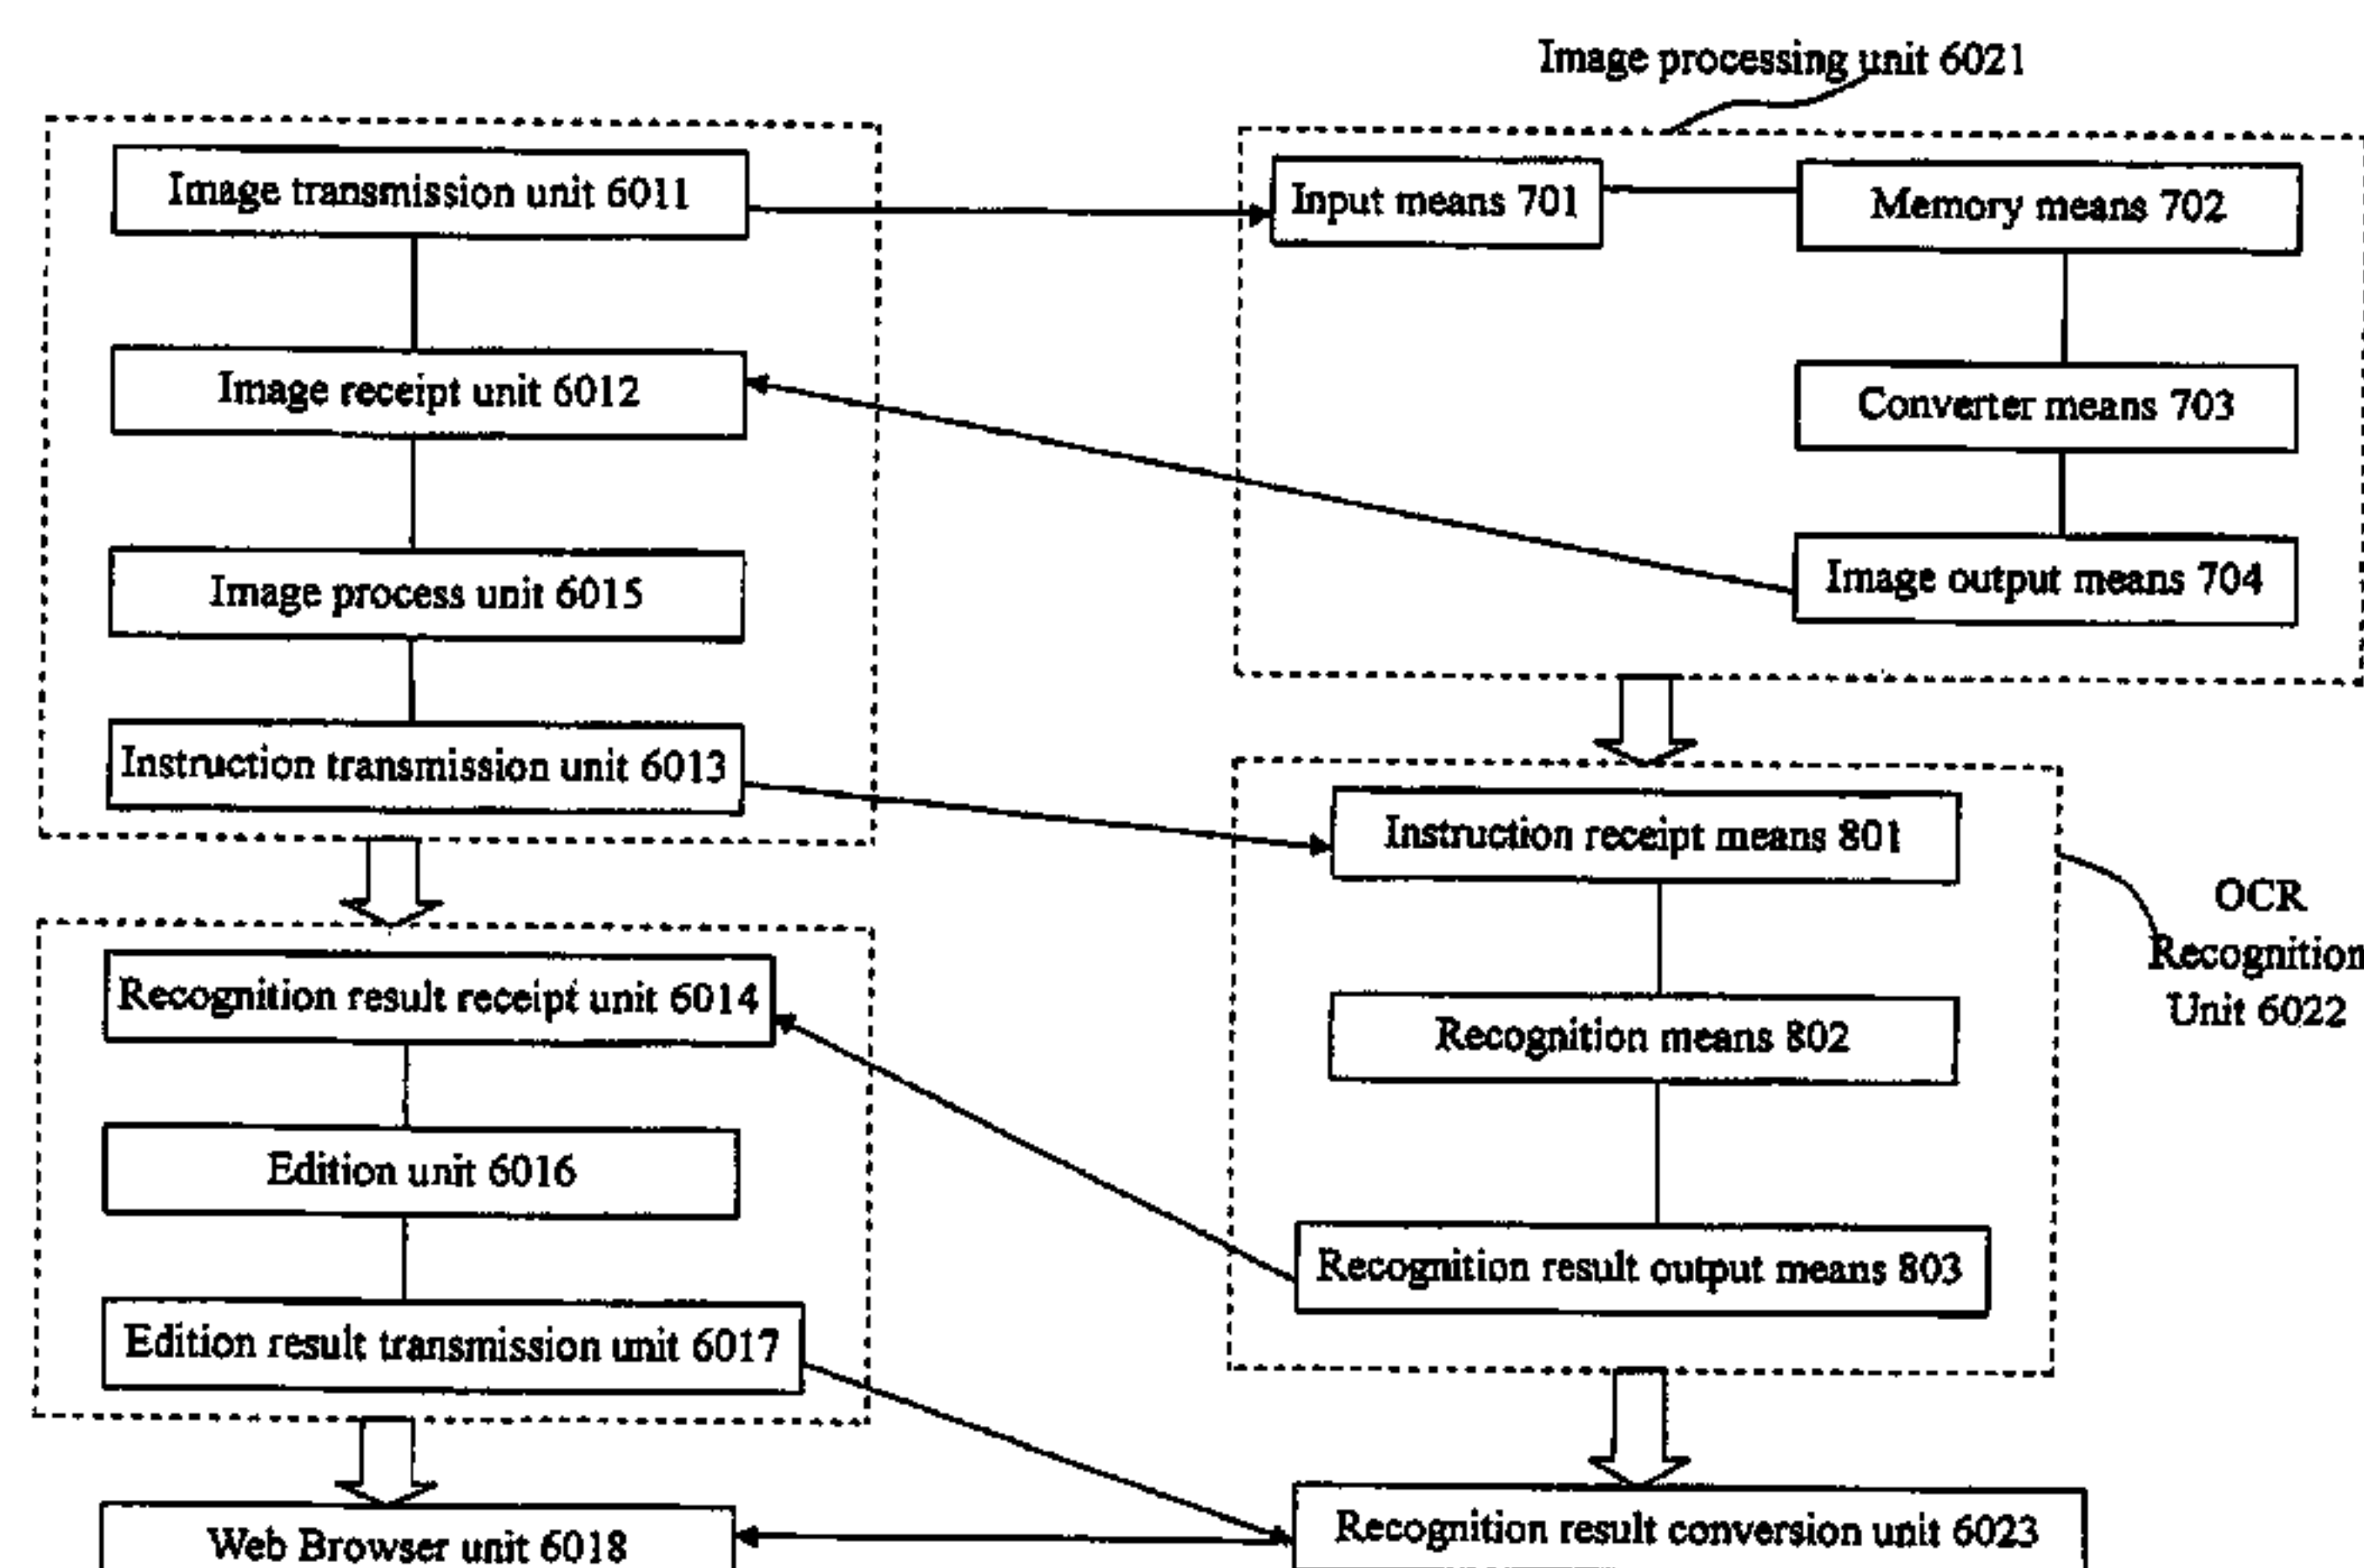 Image processing unit 6021
Image transmission unit 6011
Input means 701
Memory means 702
Image receipt unit 6012
Converter means 703
Image process unit 6015
Image output means 704
Instruction transmission unit 6013
Instruction receipt means 801
OCR
Recognition
Unit 6022
Recognition result receipt unit 6014
Recognition means 802
Edition unit 6016
Recognition result output means 803
Edition result transmission unit 6017
Web Browser unit 6018
Recognition result conversion unit 6023